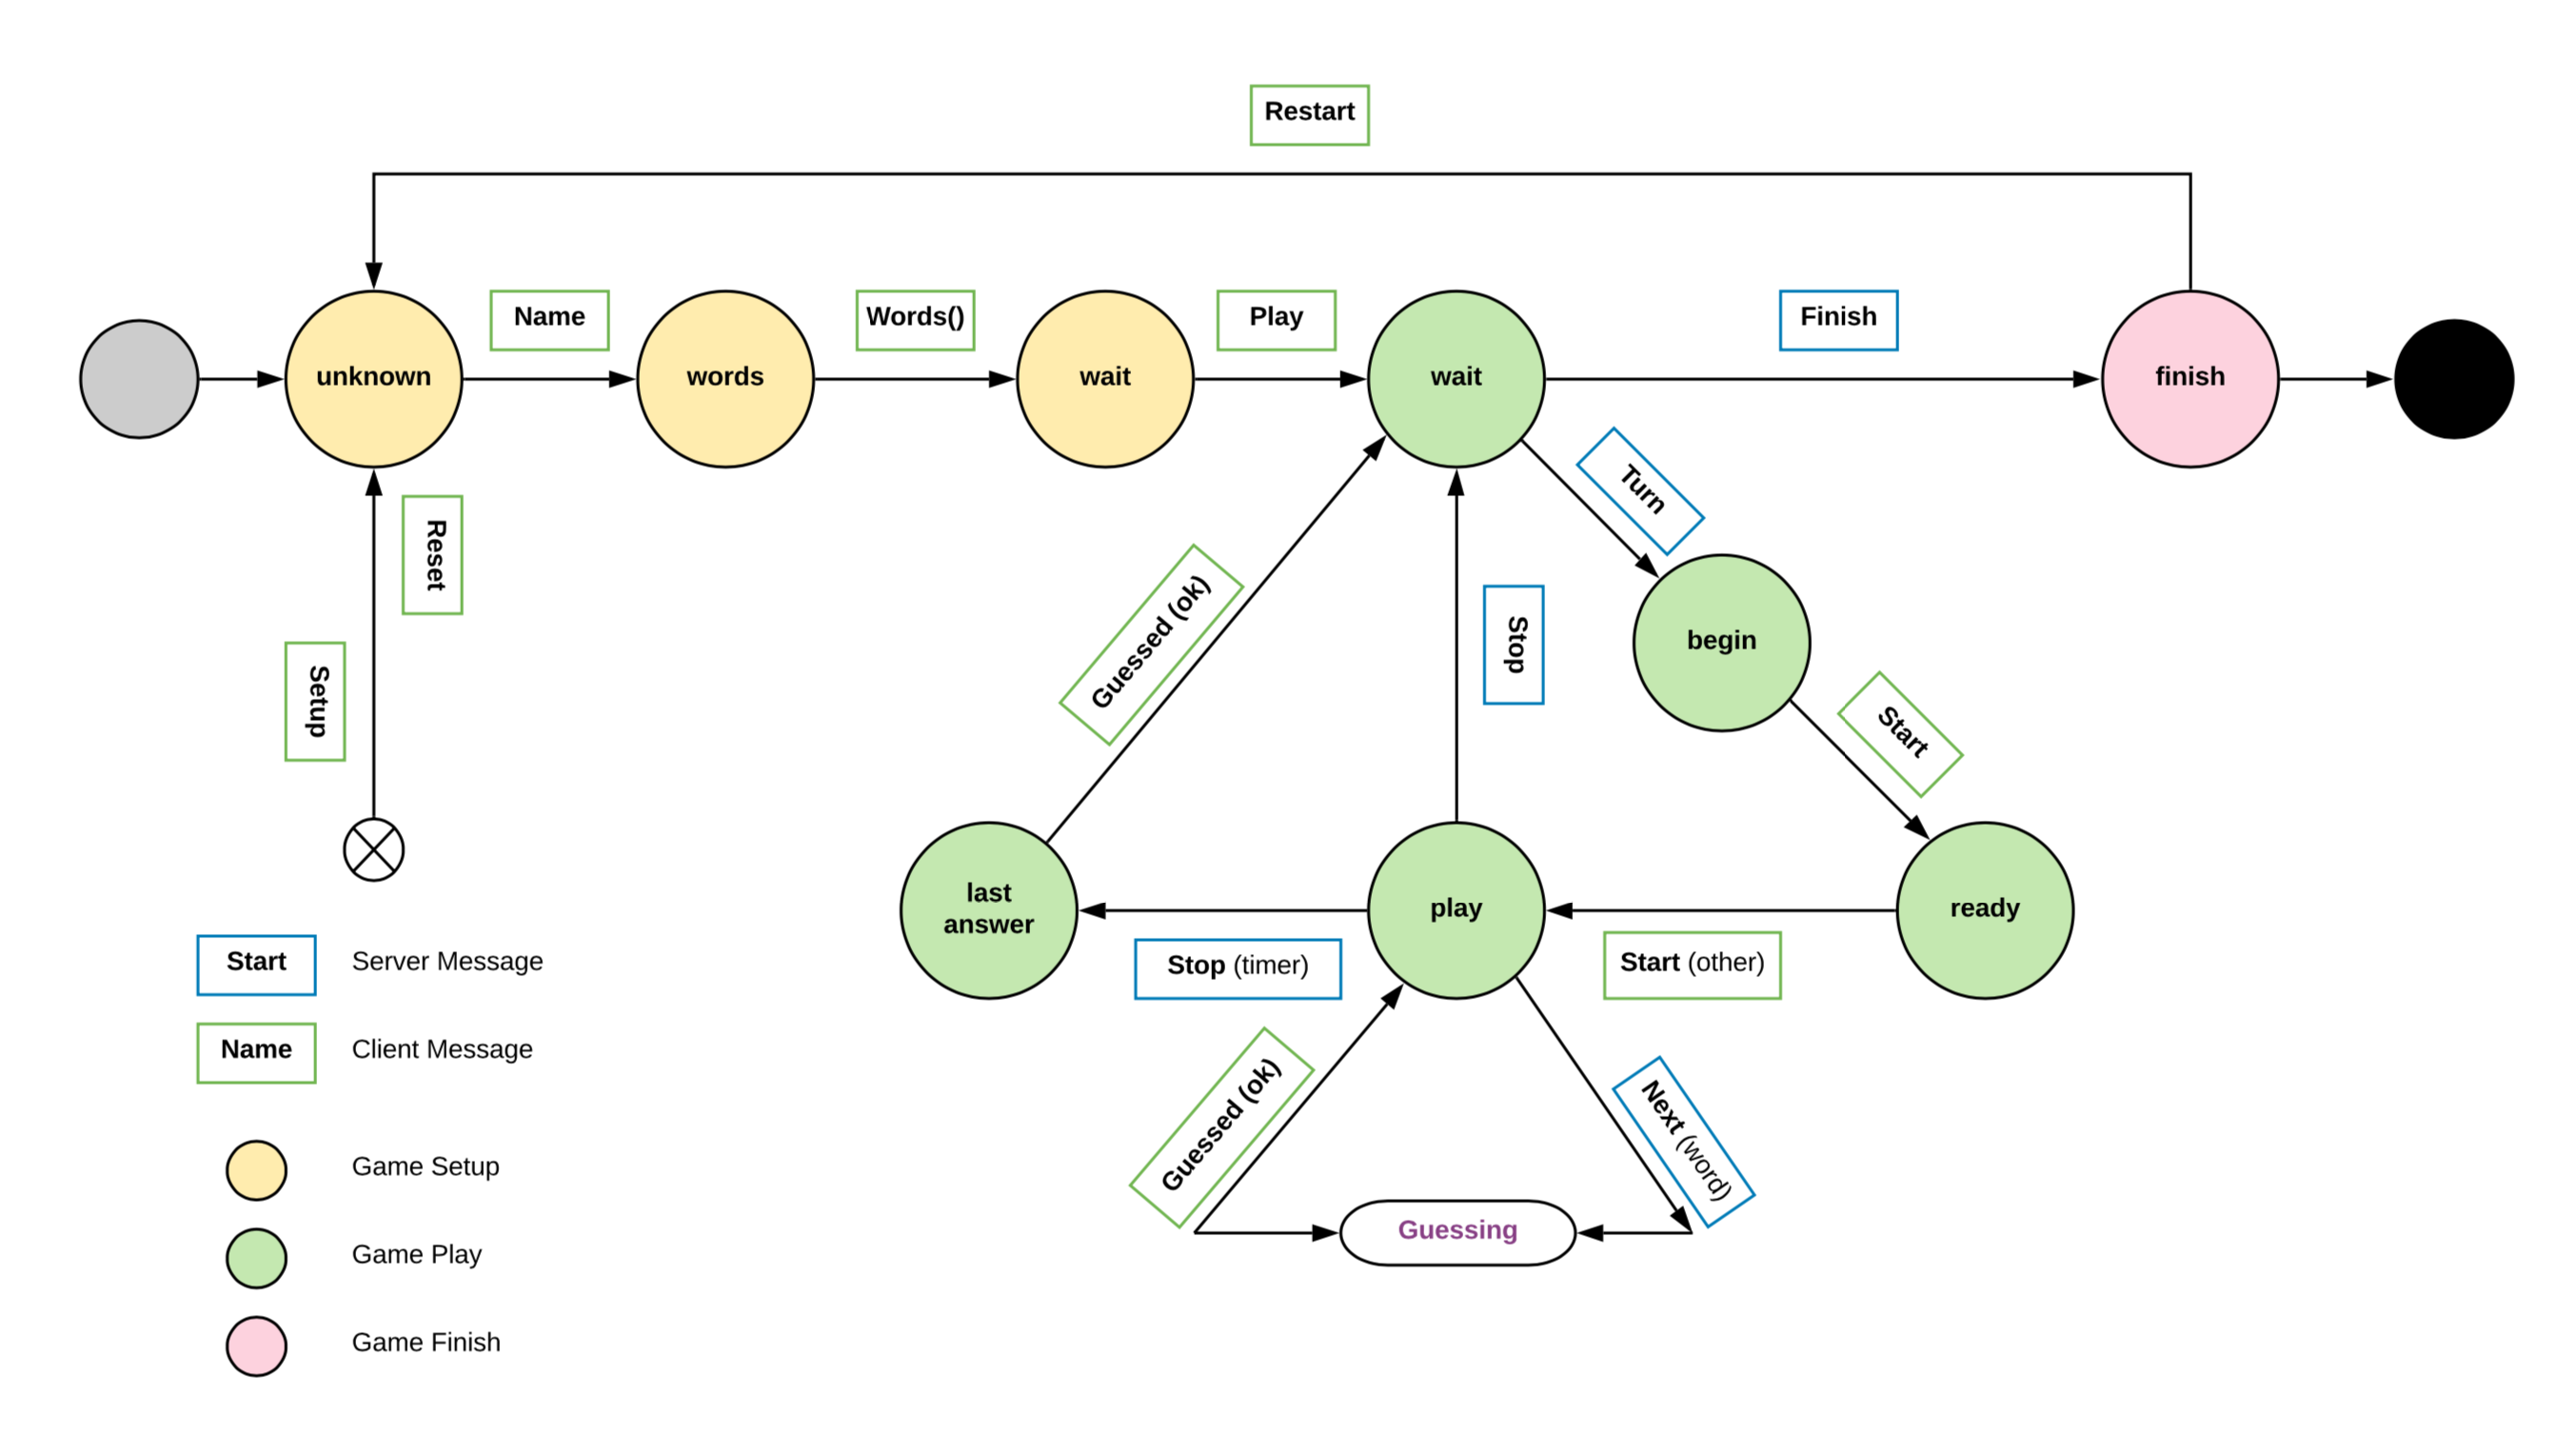 Restart
Name
Words()
Play
Finish
unknown
words
wait
wait
finish
Turn
Reset
Guessed (ok)
Stop
begin
Setup
Start
last
answer
play
ready
Stop (timer)
Start (other)
Guessed (ok)
Next (word)
Guessing
Start
Server Message
Name
Client Message
Game Setup
Game Play
Game Finish